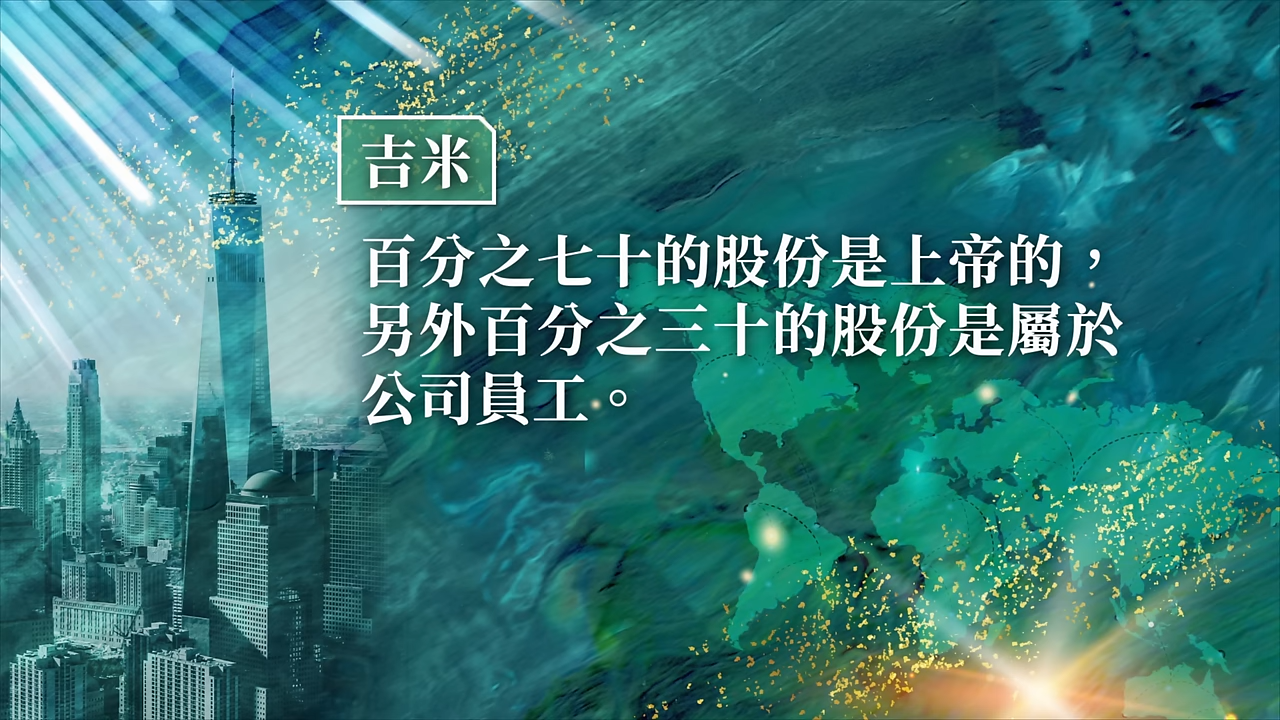 吉米
百分之七十的股份是上帝的，
另外百分之三十的股份是屬於
公司員工。